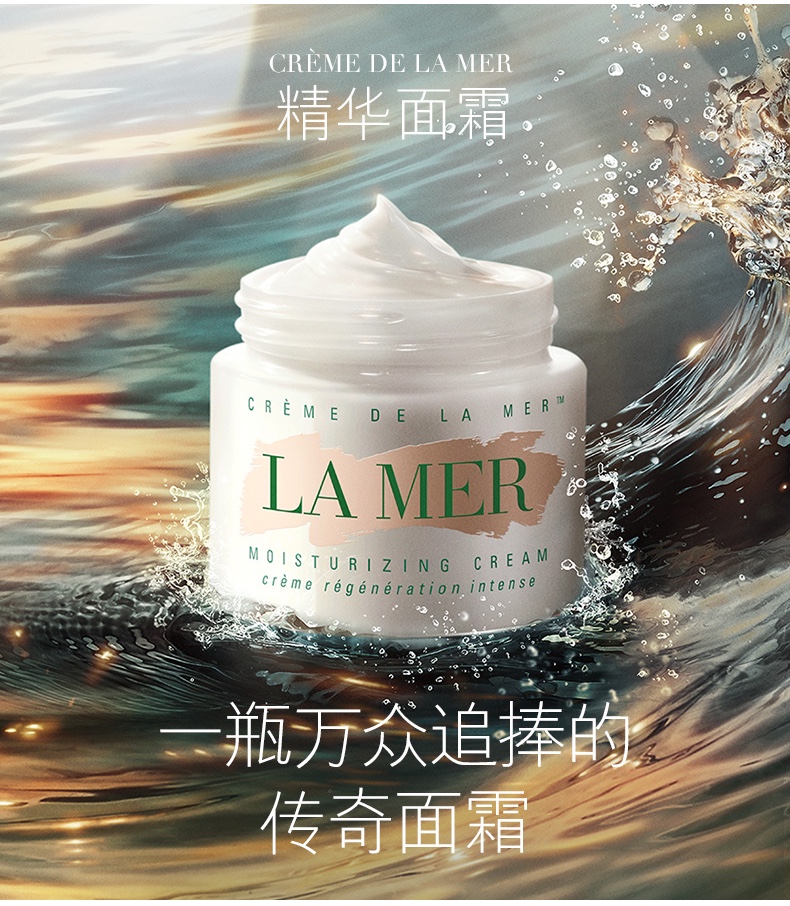 CRÈME DE LA MER
精华面霜
CRÈME DE LA MER™
LA MER
MOISTURIZING CREAM
crème régénération intense
一瓶万众追捧的
传奇面霜